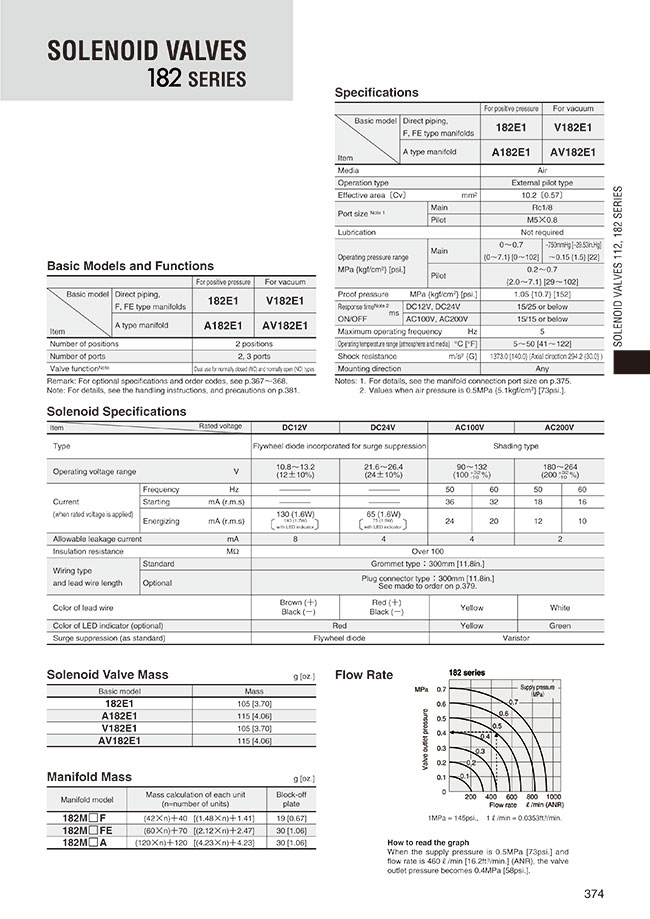 SOLENOID VALVES
182 SERIES
Specifications
For positive pressure For vacuum
Basic model Direct piping,
F, FE type manifolds 182E1 V182E1
Item A type manifold A182E1 AV182E1
Media Air
Operation type External pilot type
Effective area〔Cv〕 mm² 10.2〔0.57〕
Port size Note 1 Main Rc1/8
Pilot M5×0.8
Lubrication Not required
Operating pressure range
MPa {kgf/cm²} [psi.]
Main 0～0.7 -750mmHg [-29.53in.Hg]
{0～7.1} [0～102] ～0.15 {1.5} [22]
Pilot 0.2～0.7
{2.0～7.1} [29～102]
Proof pressure MPa {kgf/cm²} [psi.] 1.05 {10.7} [152]
Response time Note 2 ms DC12V, DC24V 15/25 or below
ON/OFF AC100V, AC200V 15/15 or below
Maximum operating frequency Hz 5
Operating temperature range (atmosphere and media) °C [°F] 5～50 [41～122]
Shock resistance m/s² {G} 1373.0 {140.0} (Axial direction 294.2 {30.0} )
Mounting direction Any
Notes: 1. For details, see the manifold connection port size on p.375.
2. Values when air pressure is 0.5MPa {5.1kgf/cm²} [73psi.].
SOLENOID VALVES 112, 182 SERIES
Basic Models and Functions
For positive pressure For vacuum
Basic model Direct piping,
F, FE type manifolds 182E1 V182E1
Item A type manifold A182E1 AV182E1
Number of positions 2 positions
Number of ports 2, 3 ports
Valve function Note Dual use for normally closed (NC) and normally open (NO) types
Remark: For optional specifications and order codes, see p.367～368.
Note: For details, see the handling instructions, and precautions on p.381.
Solenoid Specifications
Item Rated voltage DC12V DC24V AC100V AC200V
Type Flywheel diode incorporated for surge suppression Shading type
Operating voltage range V 10.8～13.2 21.6～26.4 90～132 180～264
(12±10%) (24±10%) (100 %) (200 %)
Current
(when rated voltage is applied)
Frequency Hz ——— ——— 50 60 50 60
Starting mA (r.m.s) ——— ——— 36 32 18 16
Energizing mA (r.m.s) 130 (1.6W) 65 (1.6W) 24 20 12 10
with LED indicator with LED indicator
Allowable leakage current mA 8 4 4 2
Insulation resistance MΩ Over 100
Wiring type
and lead wire length
Standard Grommet type：300mm [11.8in.]
Optional Plug connector type：300mm [11.8in.]
See made to order on p.379.
Color of lead wire Brown (＋) Red (＋) Yellow White
Black (－) Black (－)
Color of LED indicator (optional) Red Yellow Green
Surge suppression (as standard) Flywheel diode Varistor
Solenoid Valve Mass g [oz.]
Basic model Mass
182E1 105 [3.70]
A182E1 115 [4.06]
V182E1 105 [3.70]
AV182E1 115 [4.06]
Manifold Mass g [oz.]
Manifold model Mass calculation of each unit Block-off
(n=number of units) plate
182M□F (42×n)+40 [(1.48×n)+1.41] 19 [0.67]
182M□FE (60×n)+70 [(2.12×n)+2.47] 30 [1.06]
182M□A (120×n)+120 [(4.23×n)+4.23] 30 [1.06]
Flow Rate
182 series
MPa
Valve outlet pressure
0.7
0.6
0.5
0.4
0.3
0.2
0.1
0
Supply pressure
(MPa)
0.7
0.6
0.5
0.4
0.3
0.2
0.1
200 400 600 800 1000
Flow rate ℓ/min (ANR)
1MPa = 145psi., 1 ℓ/min = 0.0353ft³/min.
How to read the graph
When the supply pressure is 0.5MPa [73psi.] and
flow rate is 460 ℓ/min [16.2ft³/min.] (ANR), the valve
outlet pressure becomes 0.4MPa [58psi.].
374